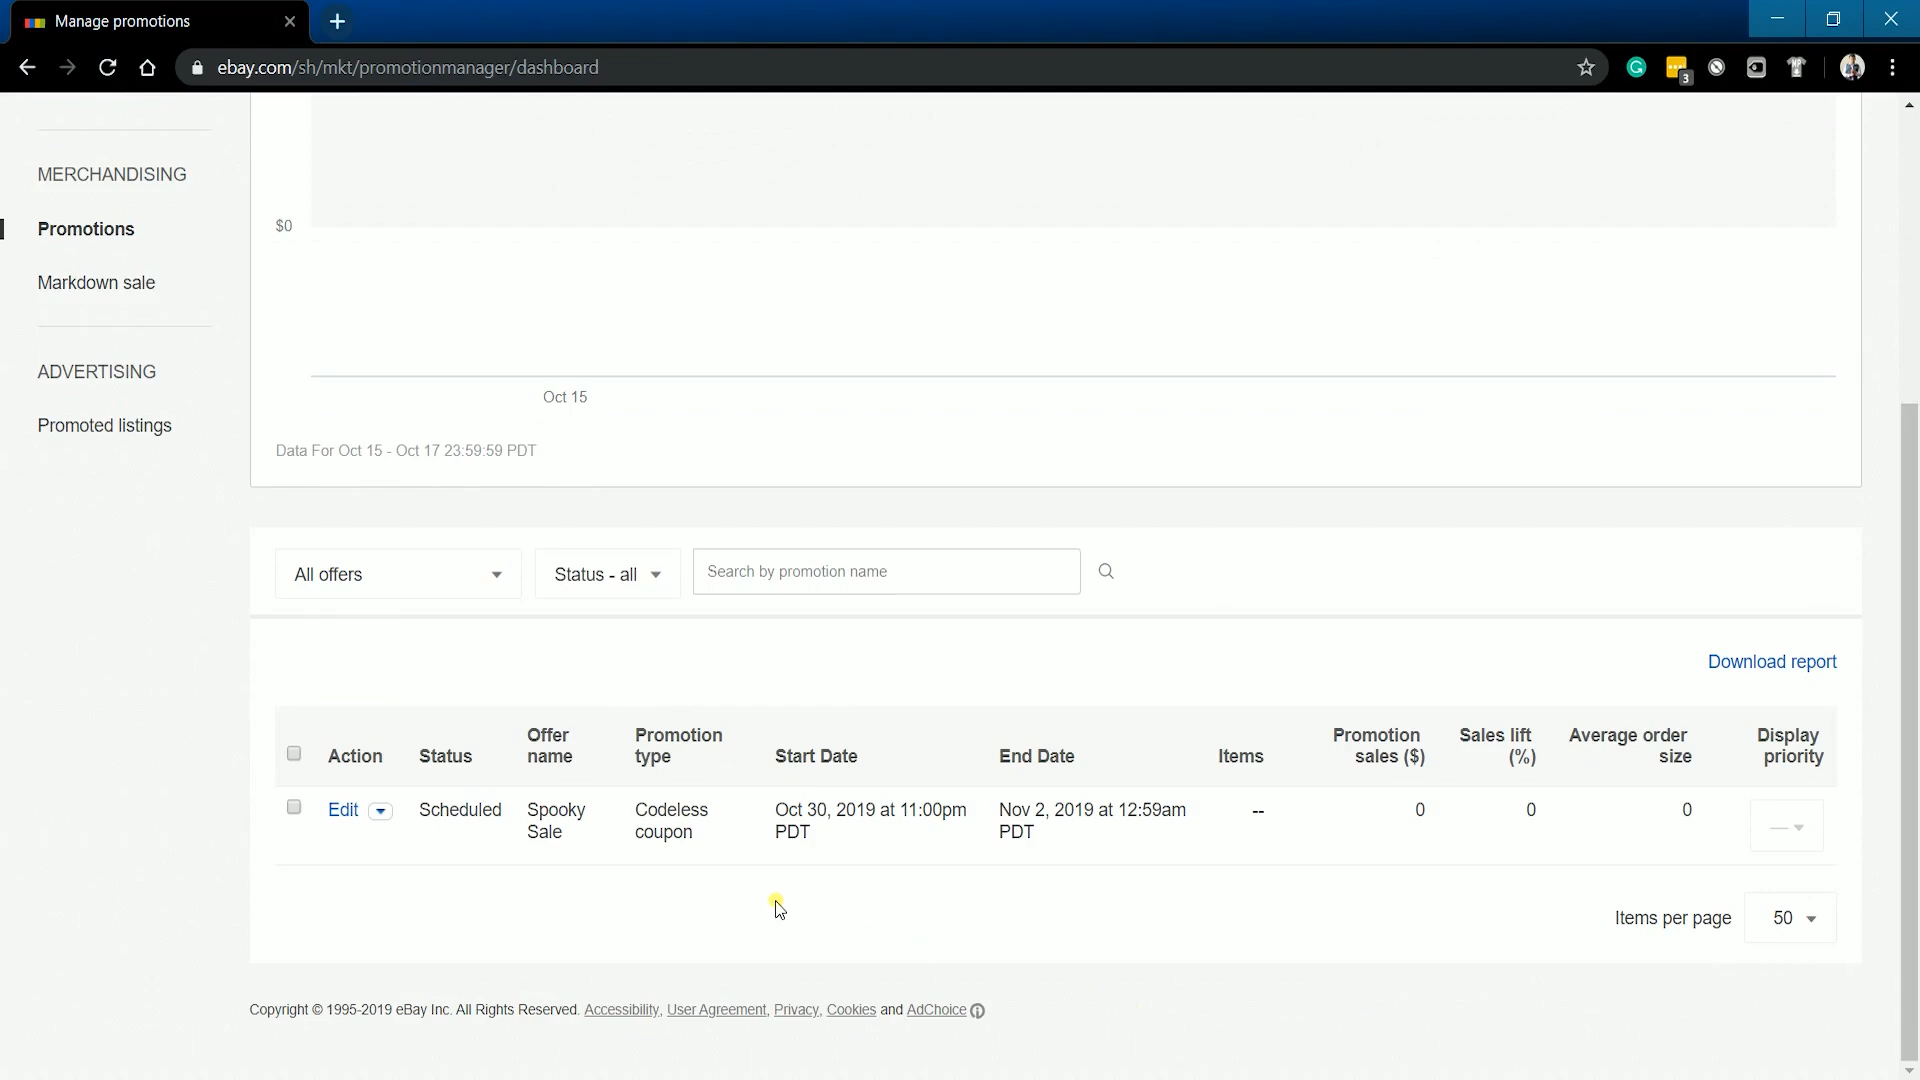 Manage promotions
ebay.com/sh/mkt/promotionmanager/dashboard
3
MERCHANDISING
Promotions
Markdown sale
ADVERTISING
Promoted listings
$0
Oct 15
Data For Oct 15 - Oct 17 23:59:59 PDT
All offers
Status - all
Search by promotion name
Download report
Action Status Offer name Promotion type Start Date End Date Items Promotion sales ($) Sales lift (%) Average order size Display priority
Edit Scheduled Spooky Sale Codeless coupon Oct 30, 2019 at 11:00pm PDT Nov 2, 2019 at 12:59am PDT -- 0 0 0 —
Items per page 50
Copyright © 1995-2019 eBay Inc. All Rights Reserved. Accessibility, User Agreement, Privacy, Cookies and AdChoice